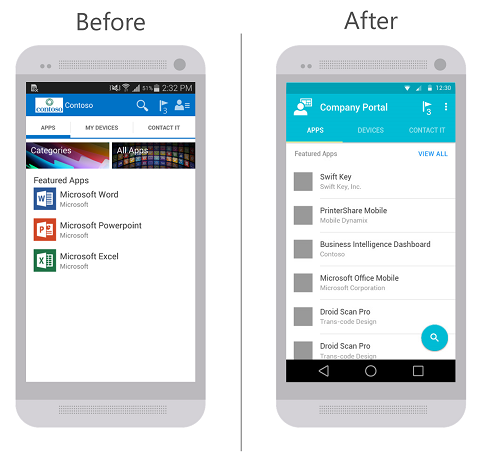 Before
51% 2:32 PM
contoso
Contoso
3
APPS MY DEVICES CONTACT IT
Categories All Apps
Featured Apps
Microsoft Word
Microsoft
Microsoft Powerpoint
Microsoft
Microsoft Excel
Microsoft
After
12:30
Company Portal
3
APPS DEVICES CONTACT IT
Featured Apps VIEW ALL
Swift Key
Swift Key, Inc.
PrinterShare Mobile
Mobile Dynamix
Business Intelligence Dashboard
Contoso
Microsoft Office Mobile
Microsoft Corporation
Droid Scan Pro
Trans-code Design
Droid Scan Pro
Trans-code Design